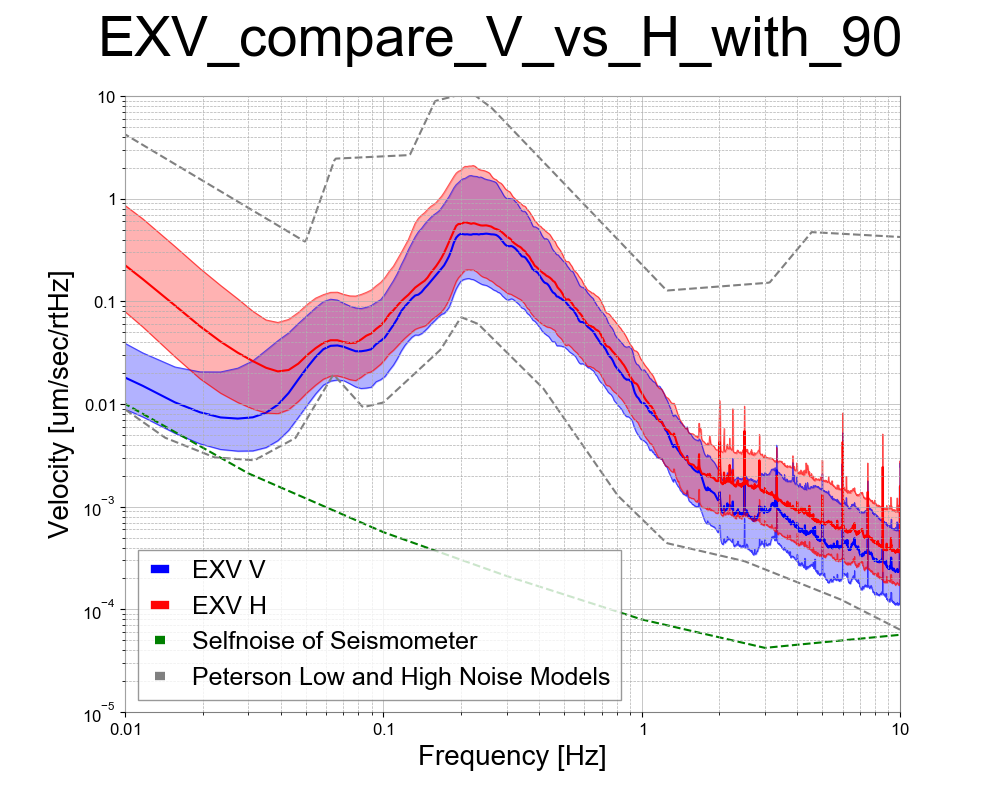 EXV_compare_V_vs_H_with_90
10
1
0.1
0.01
10⁻³
10⁻⁴
10⁻⁵
Velocity [um/sec/rtHz]
EXV V
EXV H
Selfnoise of Seismometer
Peterson Low and High Noise Models
0.01
0.1
1
10
Frequency [Hz]